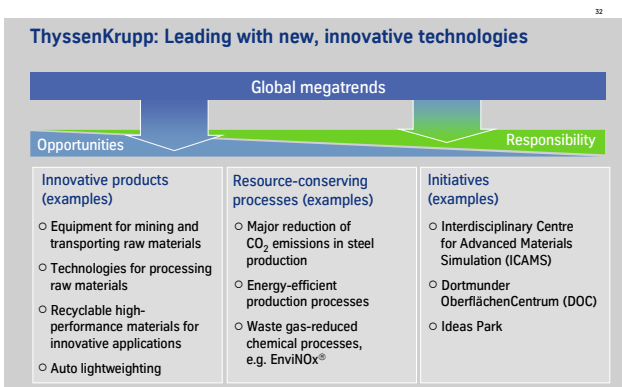 32
ThyssenKrupp: Leading with new, innovative technologies
Global megatrends
Opportunities
Responsibility
Innovative products
(examples)
○ Equipment for mining and
transporting raw materials
○ Technologies for processing
raw materials
○ Recyclable high-
performance materials for
innovative applications
○ Auto lightweighting
Resource-conserving
processes (examples)
○ Major reduction of
CO₂ emissions in steel
production
○ Energy-efficient
production processes
○ Waste gas-reduced
chemical processes,
e.g. EnviNOx®
Initiatives
(examples)
○ Interdisciplinary Centre
for Advanced Materials
Simulation (ICAMS)
○ Dortmunder
OberflächenCentrum (DOC)
○ Ideas Park